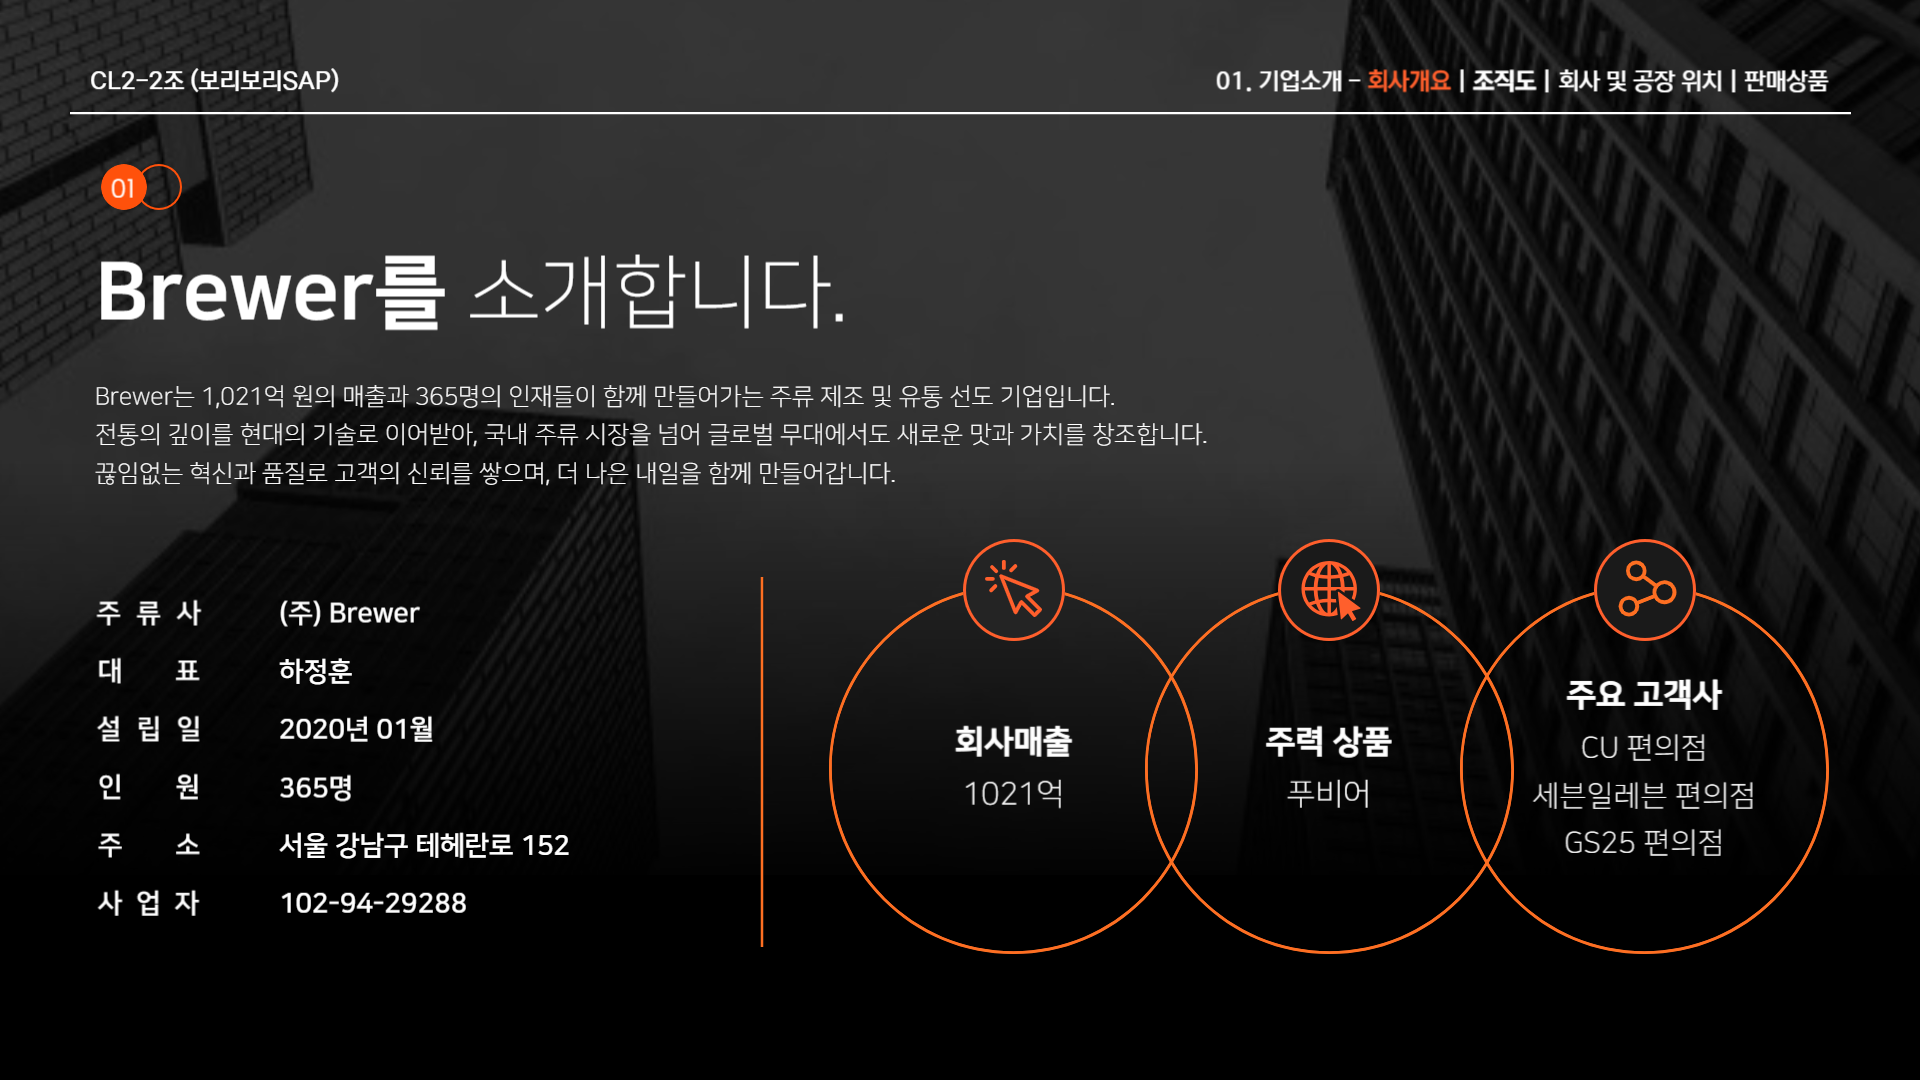 CL2-2조 (보리보리SAP)
01. 기업소개 - 회사개요 | 조직도 | 회사 및 공장 위치 | 판매상품
01
Brewer를 소개합니다.
Brewer는 1,021억 원의 매출과 365명의 인재들이 함께 만들어가는 주류 제조 및 유통 선도 기업입니다.
전통의 깊이를 현대의 기술로 이어받아, 국내 주류 시장을 넘어 글로벌 무대에서도 새로운 맛과 가치를 창조합니다.
끊임없는 혁신과 품질로 고객의 신뢰를 쌓으며, 더 나은 내일을 함께 만들어갑니다.
주 류 사 (주) Brewer
대 표 하정훈
설 립 일 2020년 01월
인 원 365명
주 소 서울 강남구 테헤란로 152
사 업 자 102-94-29288
회사매출
1021억
주력 상품
푸비어
주요 고객사
CU 편의점
세븐일레븐 편의점
GS25 편의점